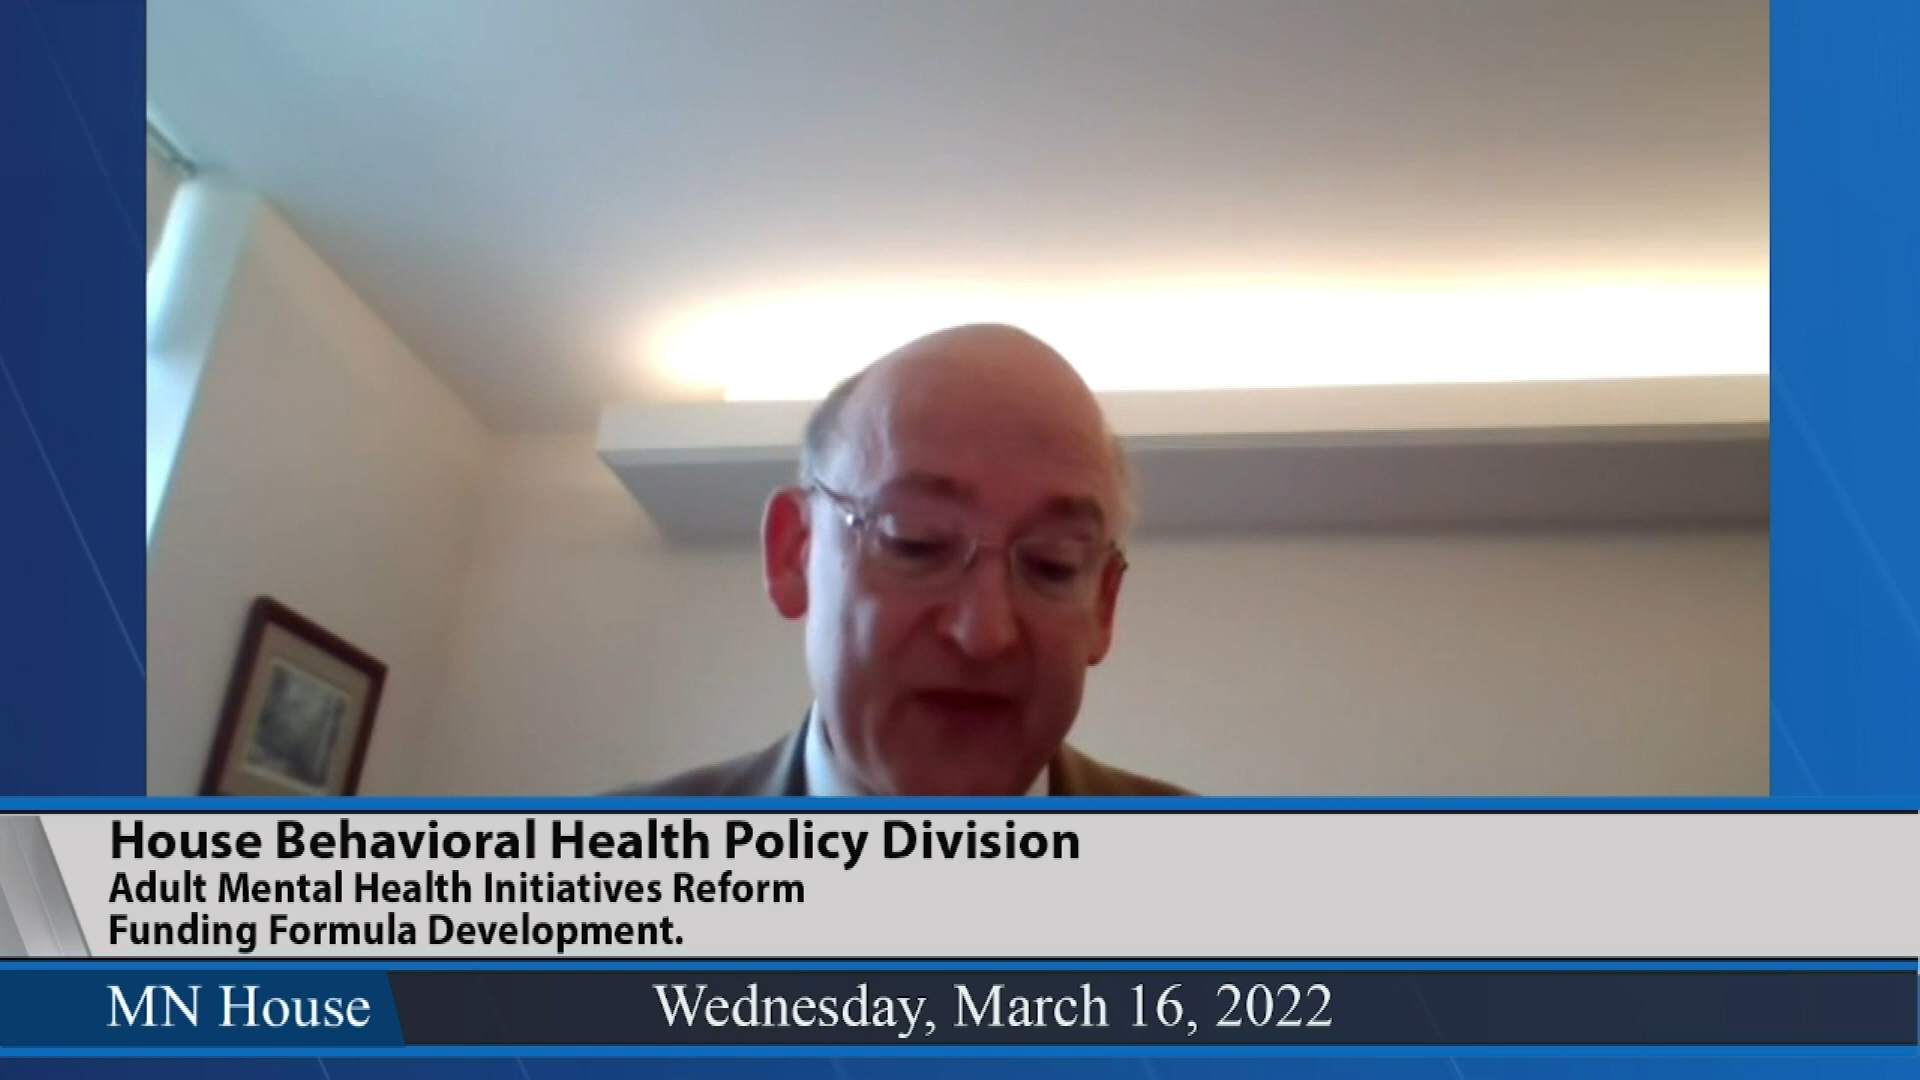 House Behavioral Health Policy Division
Adult Mental Health Initiatives Reform
Funding Formula Development.
MN House
Wednesday, March 16, 2022